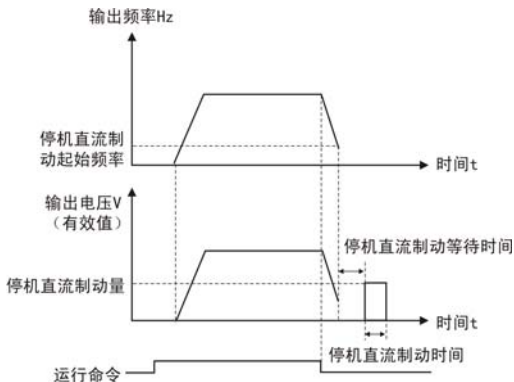 输出频率Hz
停机直流制
动起始频率
时间t
输出电压V
（有效值）
停机直流制动等待时间
停机直流制动量
时间t
停机直流制动时间
运行命令